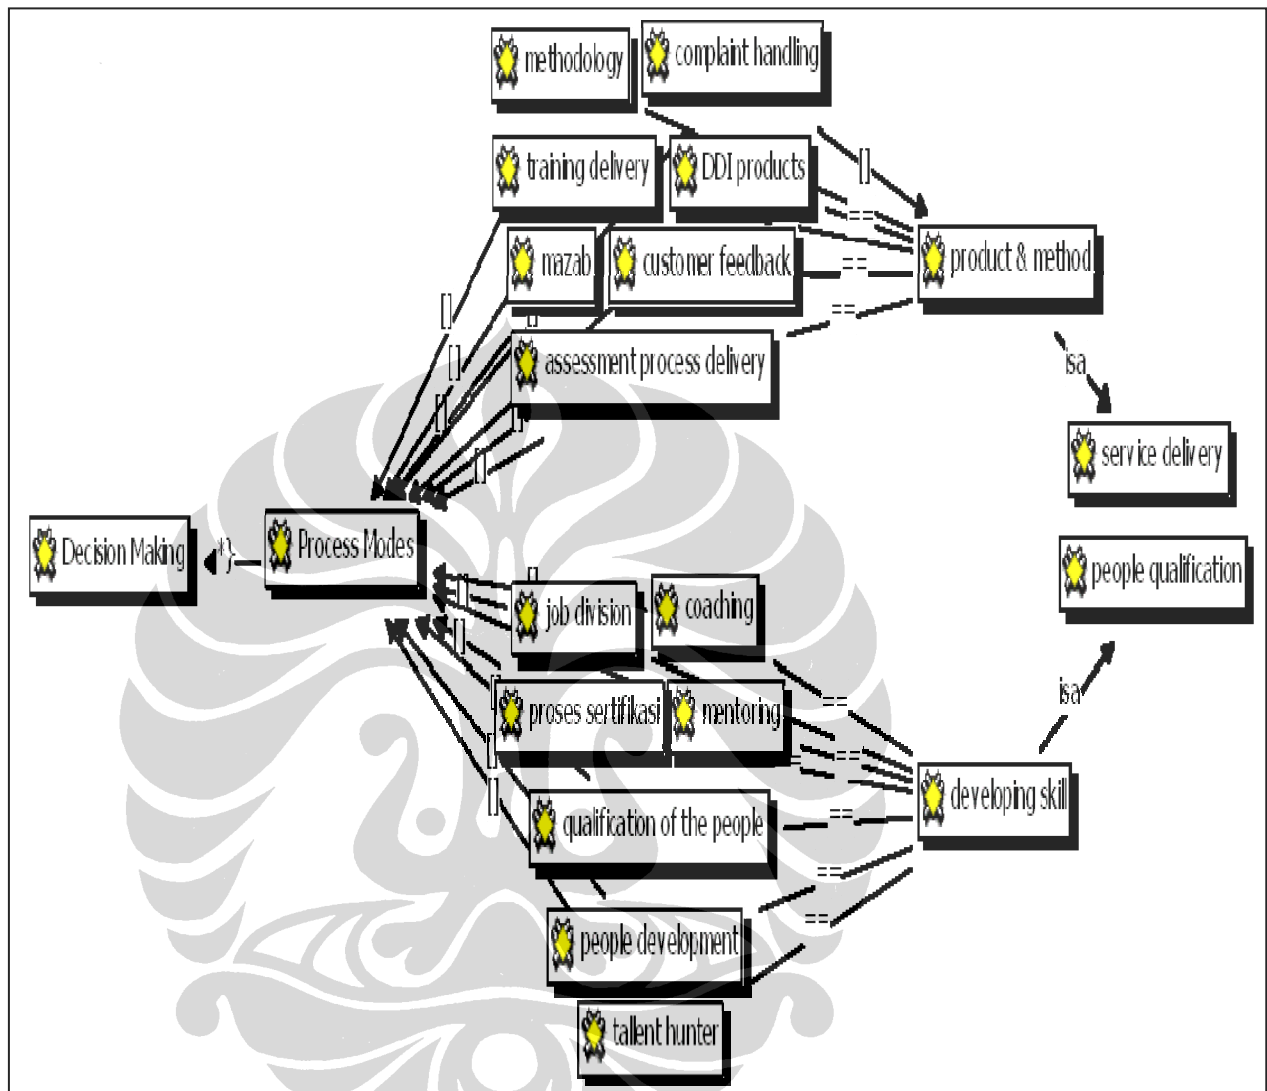 methodology
complaint handling
[]
training delivery
DDI products
==
mazab
customer feedback
==
product & method
[]
[]
==
[]
assessment process delivery
isa
[]
[]
[]
service delivery
Decision Making
*}
Process Modes
people qualification
[]
[]
job division
coaching
[]
isa
[
proses sertifikasi
mentoring
==
[]
==
=
developing skill
[]
qualification of the people
==
==
people development
==
tallent hunter